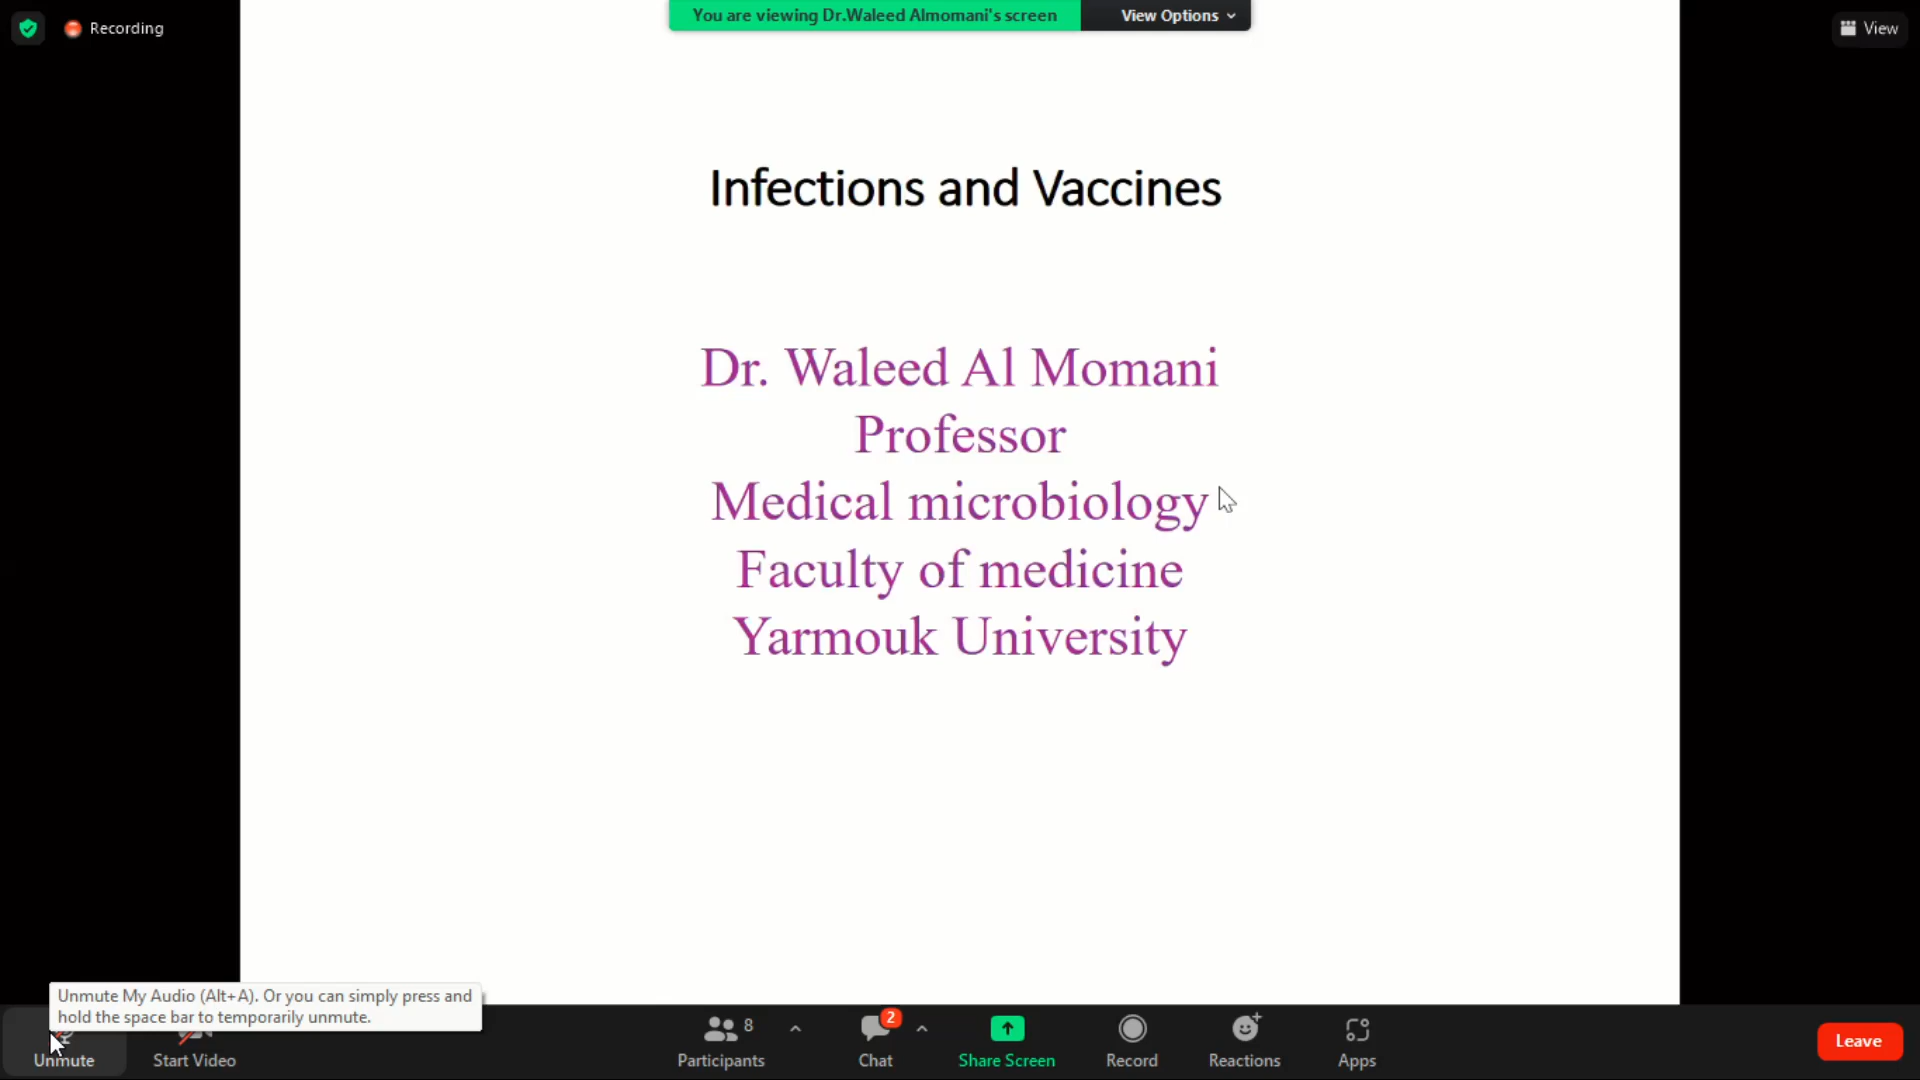 Recording
You are viewing Dr.Waleed Almomani's screen
View Options
View
Infections and Vaccines
Dr. Waleed Al Momani
Professor
Medical microbiology
Faculty of medicine
Yarmouk University
Unmute My Audio (Alt+A). Or you can simply press and
hold the space bar to temporarily unmute.
Unmute
Start Video
8
Participants
2
Chat
Share Screen
Record
Reactions
Apps
Leave